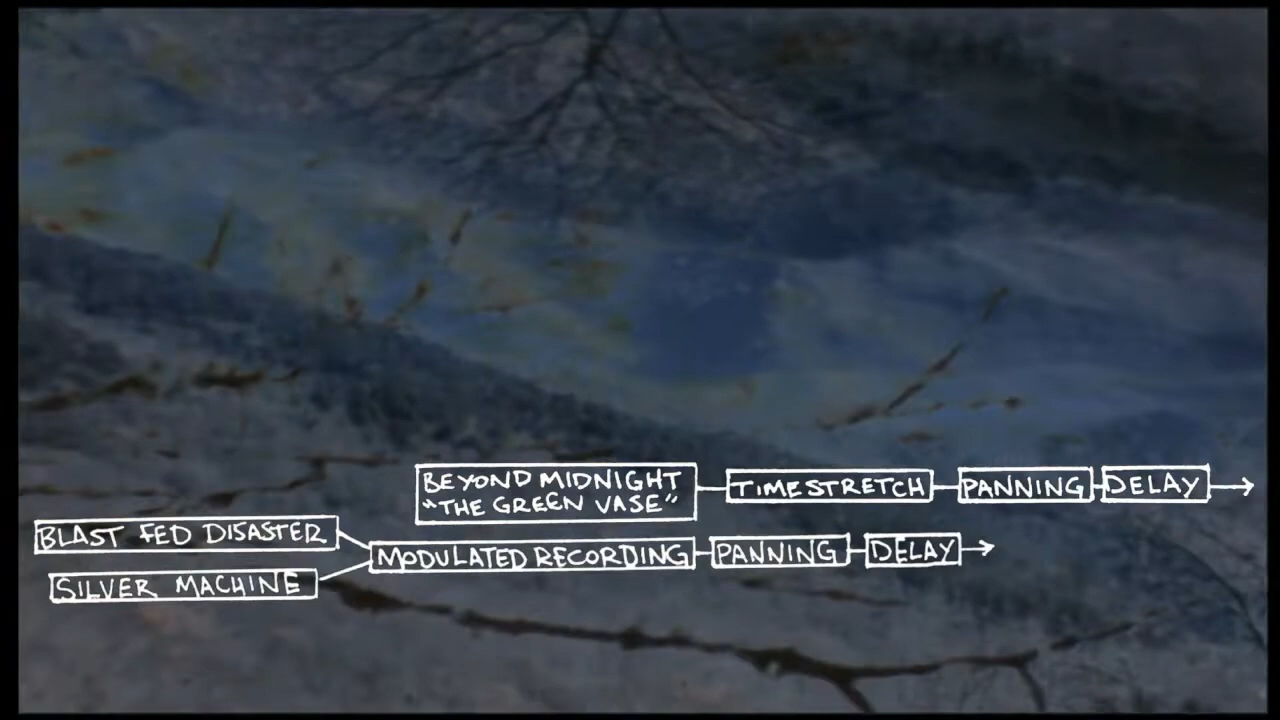 BEYOND MIDNIGHT
"THE GREEN VASE"
TIMESTRETCH
PANNING
DELAY
BLAST FED DISASTER
SILVER MACHINE
MODULATED RECORDING
PANNING
DELAY